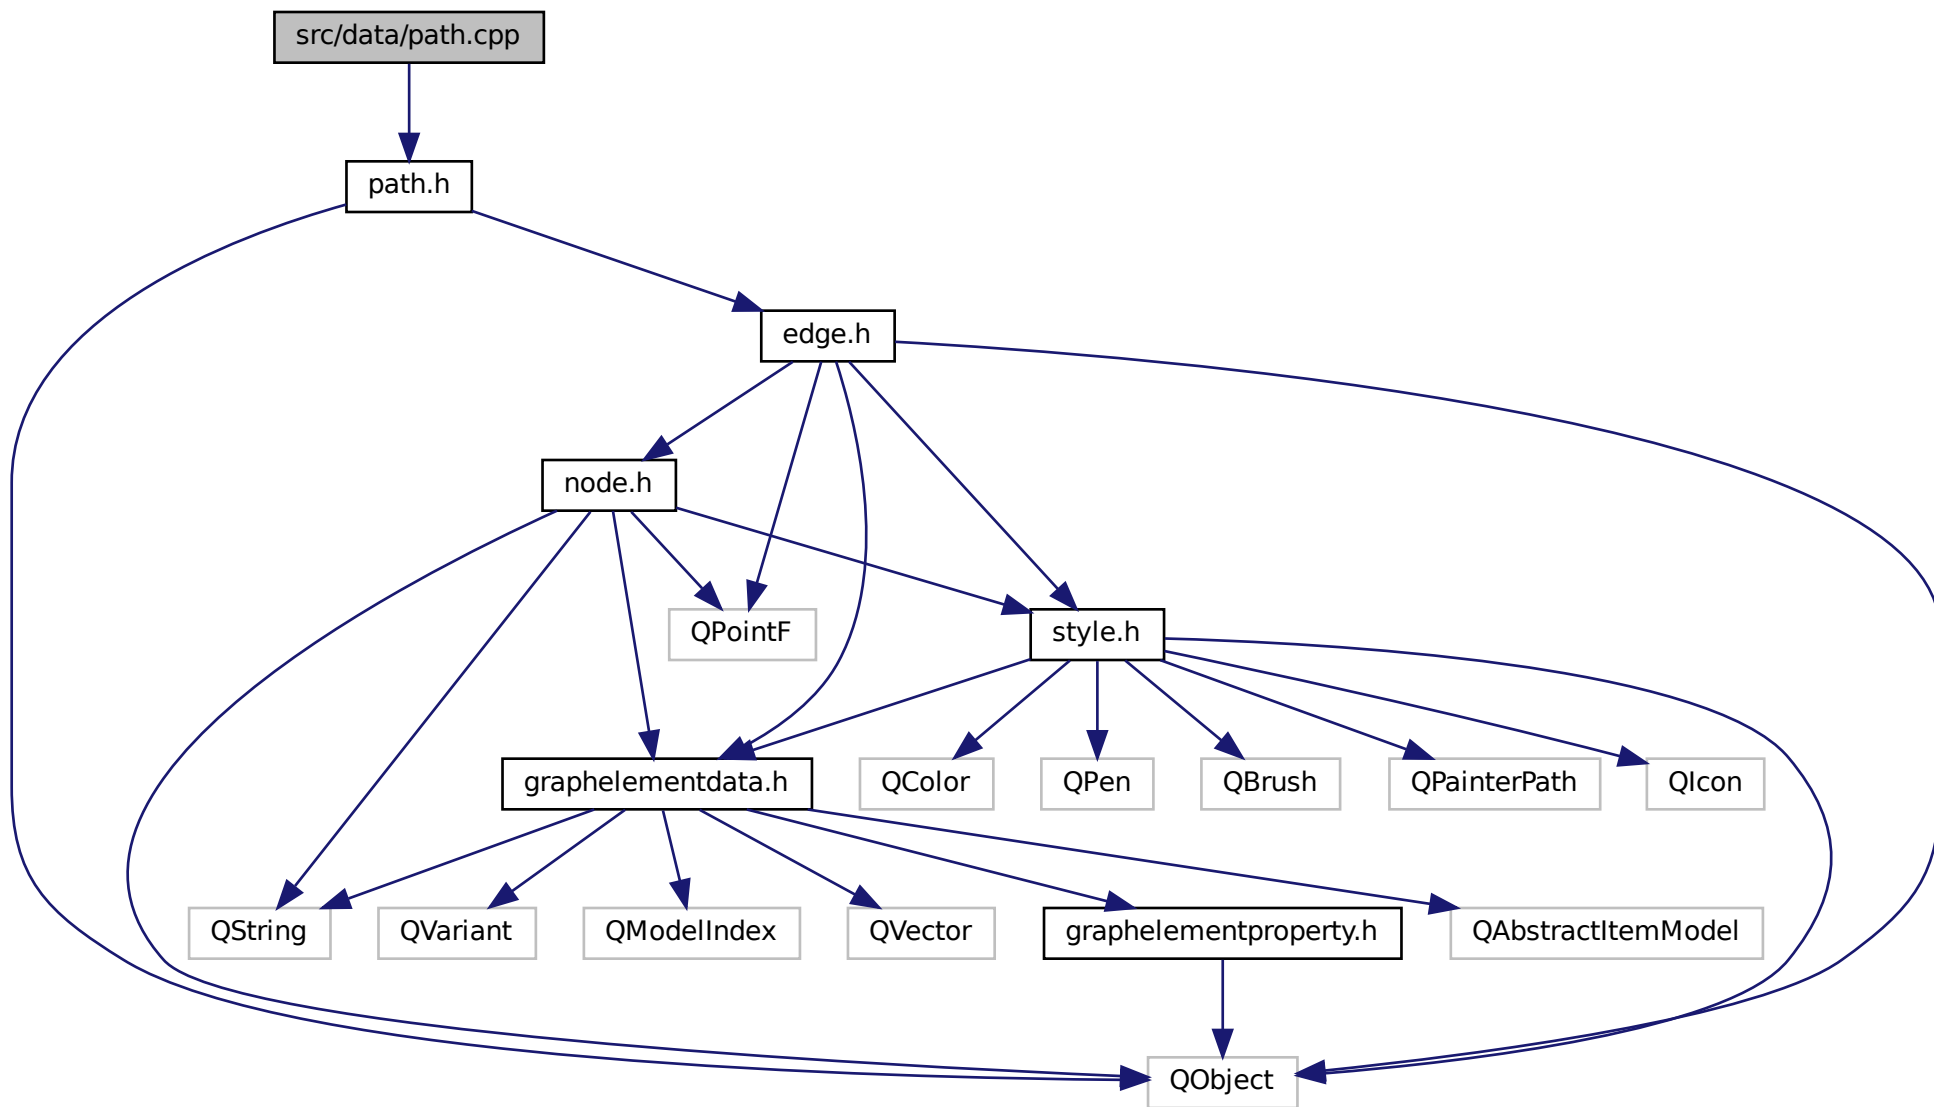 src/data/path.cpp
path.h
edge.h
node.h
QPointF
style.h
graphelementdata.h
QColor
QPen
QBrush
QPainterPath
QIcon
QString
QVariant
QModelIndex
QVector
graphelementproperty.h
QAbstractItemModel
QObject